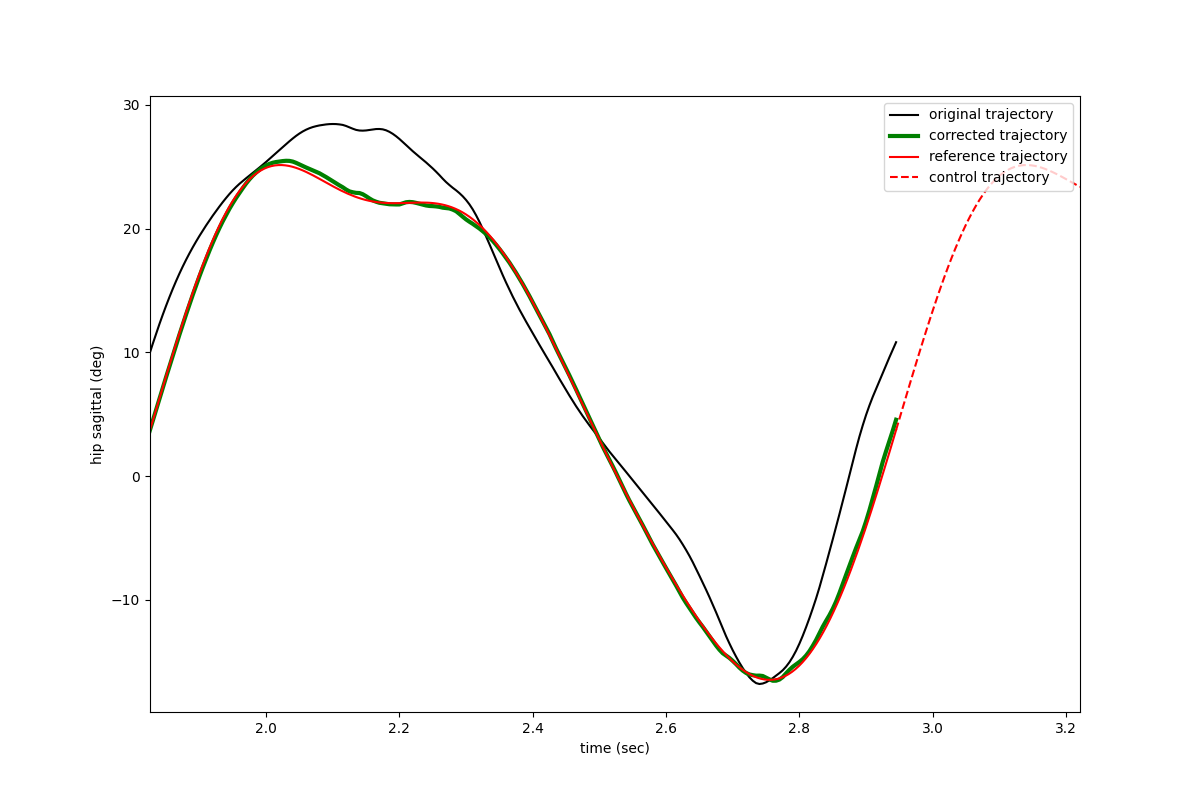 original trajectory
corrected trajectory
reference trajectory
control trajectory
hip sagittal (deg)
30
20
10
0
−10
2.0 2.2 2.4 2.6 2.8 3.0 3.2
time (sec)